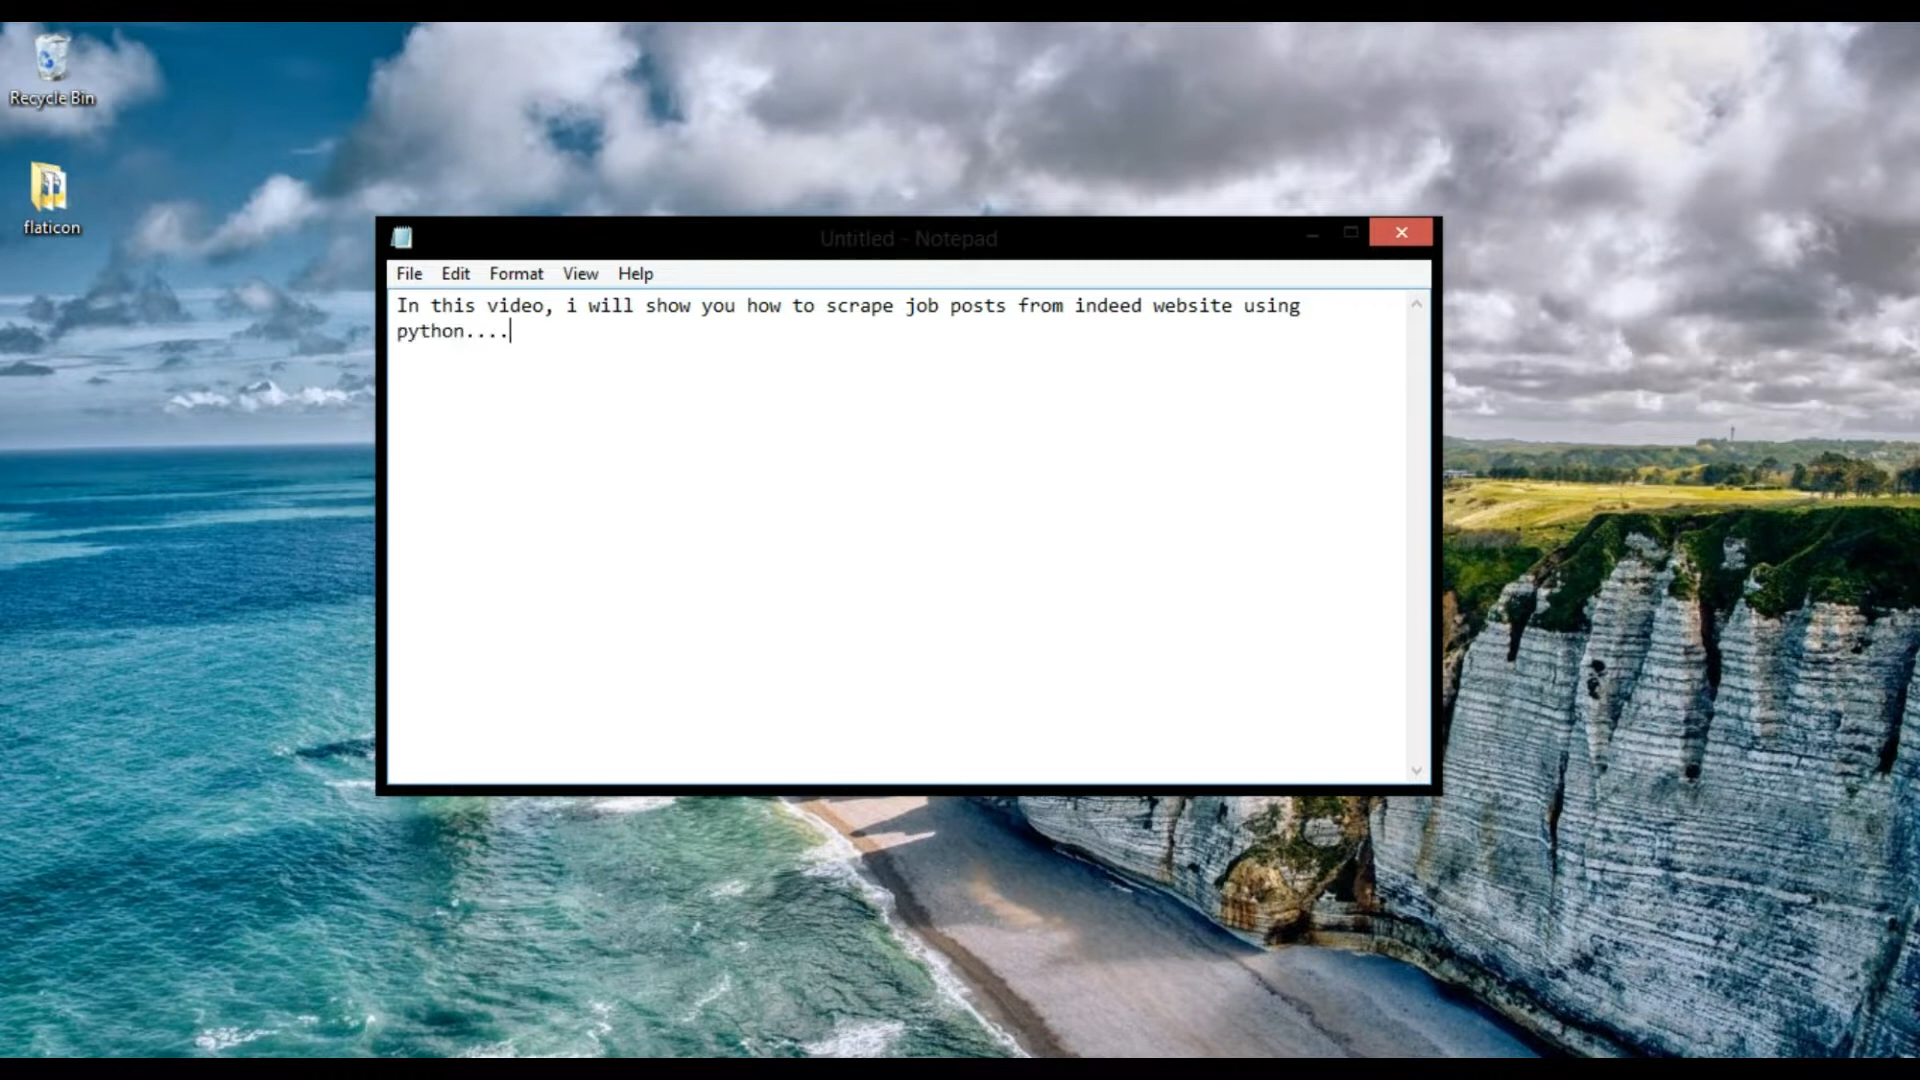 Recycle Bin
flaticon
Untitled - Notepad
File Edit Format View Help
In this video, i will show you how to scrape job posts from indeed website using
python....